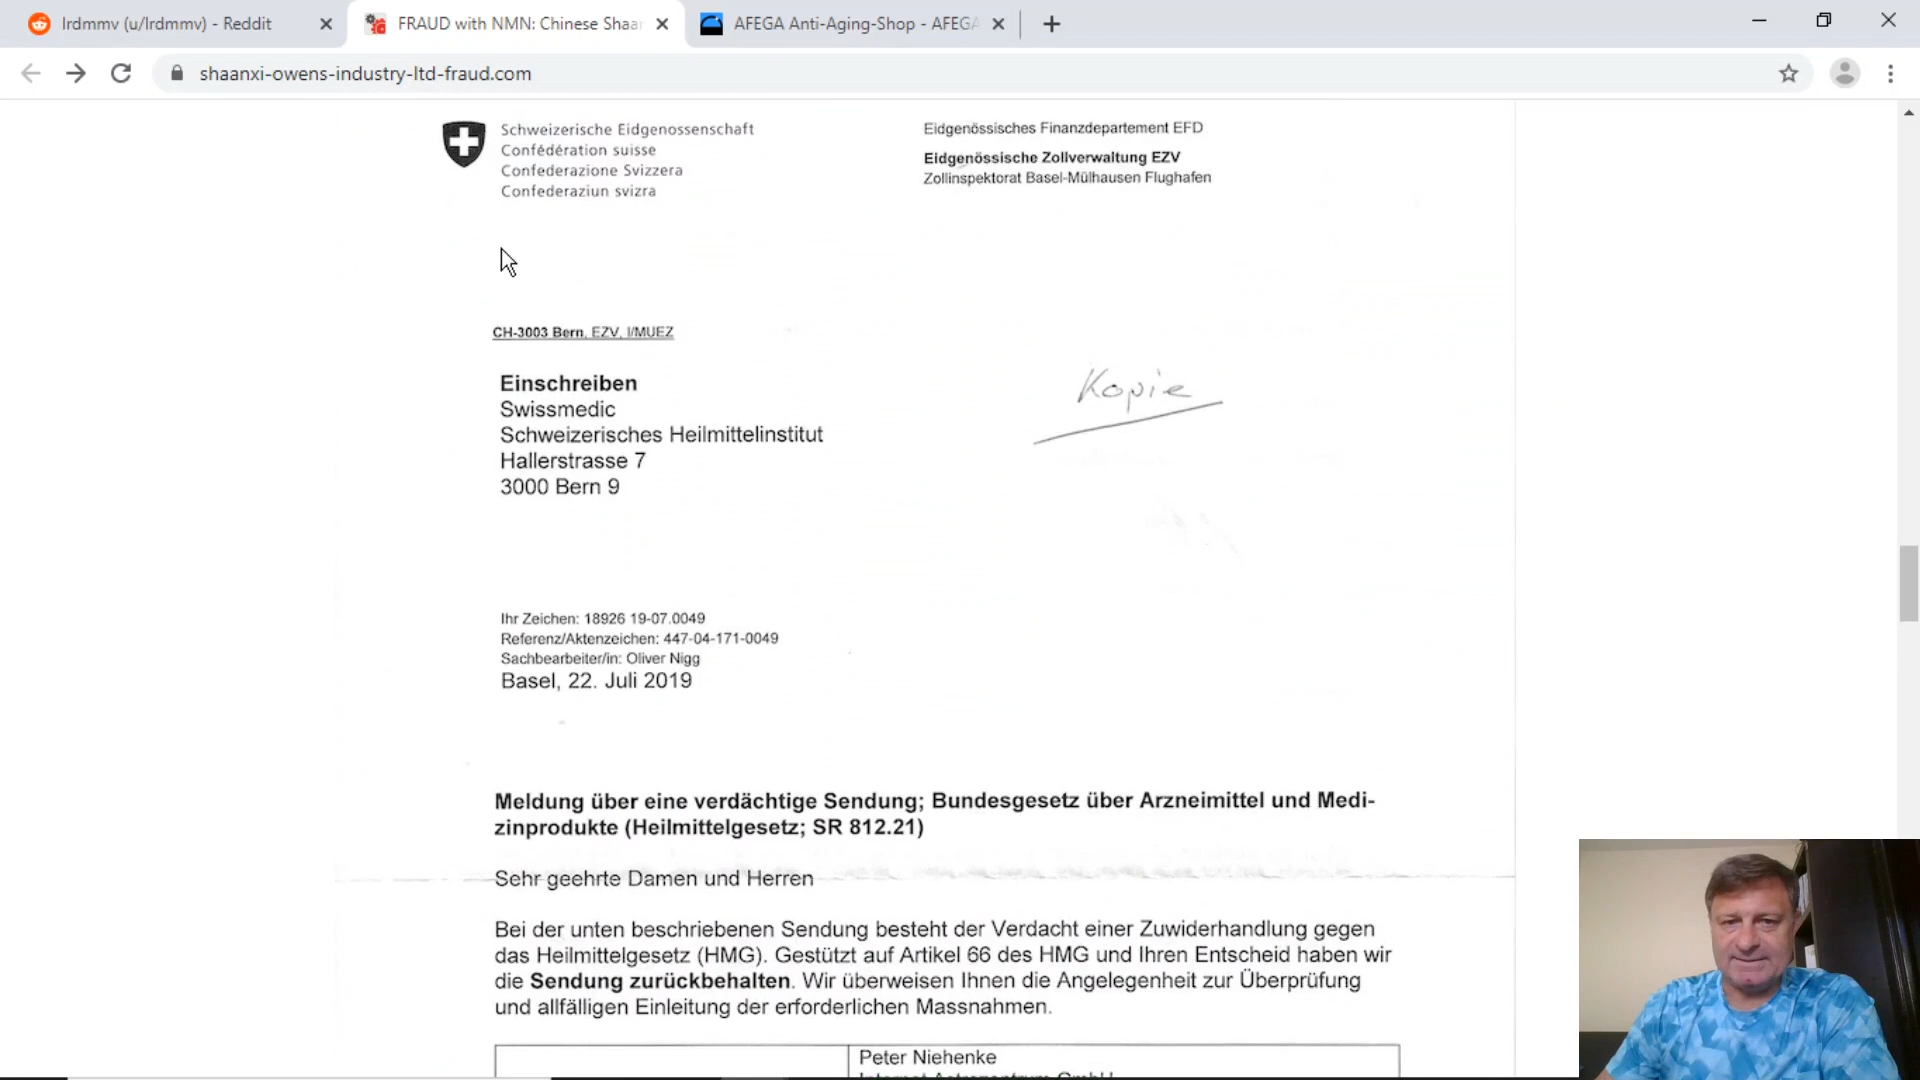 lrdmmv (u/lrdmmv) - Reddit
FRAUD with NMN: Chinese Shaan
AFEGA Anti-Aging-Shop - AFEGA
shaanxi-owens-industry-ltd-fraud.com
Schweizerische Eidgenossenschaft
Confédération suisse
Confederazione Svizzera
Confederaziun svizra
Eidgenössisches Finanzdepartement EFD
Eidgenössische Zollverwaltung EZV
Zollinspektorat Basel-Mülhausen Flughafen
CH-3003 Bern, EZV, I/MUEZ
Kopie
Einschreiben
Swissmedic
Schweizerisches Heilmittelinstitut
Hallerstrasse 7
3000 Bern 9
Ihr Zeichen: 18926 19-07.0049
Referenz/Aktenzeichen: 447-04-171-0049
Sachbearbeiter/in: Oliver Nigg
Basel, 22. Juli 2019
Meldung über eine verdächtige Sendung; Bundesgesetz über Arzneimittel und Medi-
zinprodukte (Heilmittelgesetz; SR 812.21)
Sehr geehrte Damen und Herren
Bei der unten beschriebenen Sendung besteht der Verdacht einer Zuwiderhandlung gegen
das Heilmittelgesetz (HMG). Gestützt auf Artikel 66 des HMG und Ihren Entscheid haben wir
die Sendung zurückbehalten. Wir überweisen Ihnen die Angelegenheit zur Überprüfung
und allfälligen Einleitung der erforderlichen Massnahmen.
Peter Niehenke